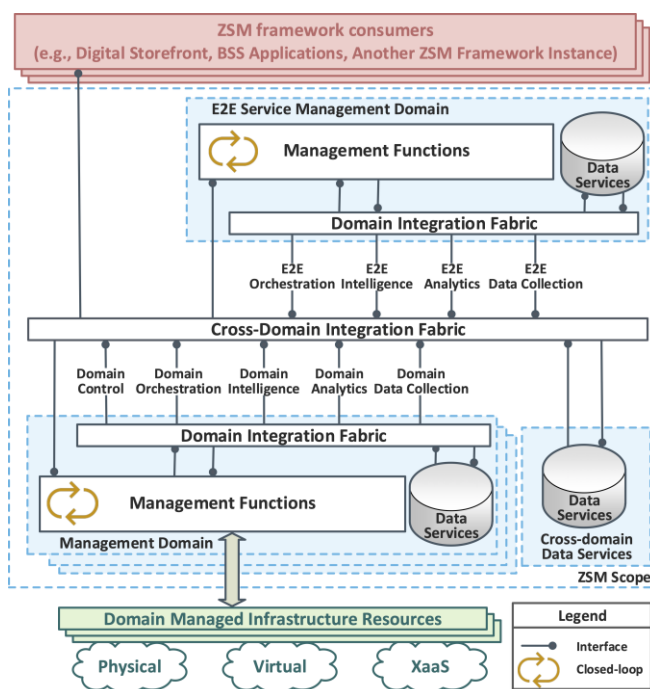 ZSM framework consumers
(e.g., Digital Storefront, BSS Applications, Another ZSM Framework Instance)
E2E Service Management Domain
Management Functions
Data
Services
Domain Integration Fabric
E2E
Orchestration
E2E
Intelligence
E2E
Analytics
E2E
Data Collection
Cross-Domain Integration Fabric
Domain
Control
Domain
Orchestration
Domain
Intelligence
Domain
Analytics
Domain
Data Collection
Domain Integration Fabric
Management Functions
Data
Services
Management Domain
Data
Services
Cross-domain
Data Services
ZSM Scope
Domain Managed Infrastructure Resources
Physical
Virtual
XaaS
Legend
Interface
Closed-loop